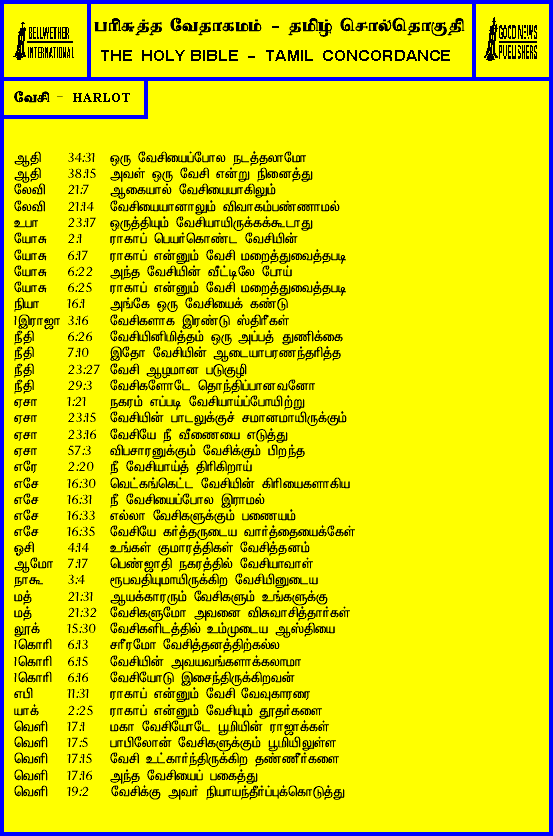 BELLWETHER
INTERNATIONAL
பரிசுத்த வேதாகமம் - தமிழ் சொல்தொகுதி
THE HOLY BIBLE - TAMIL CONCORDANCE
GOOD NEWS
PUBLISHERS
வேசி - HARLOT
ஆதி 34:31 ஒரு வேசியைப்போல நடத்தலாமோ
ஆதி 38:15 அவள் ஒரு வேசி என்று நினைத்து
லேவி 21:7 ஆகையால் வேசியையாகிலும்
லேவி 21:14 வேசியையானாலும் விவாகம்பண்ணாமல்
உபா 23:17 ஒருத்தியும் வேசியாயிருக்கக்கூடாது
யோசு 2:1 ராகாப் பெயர்கொண்ட வேசியின்
யோசு 6:17 ராகாப் என்னும் வேசி மறைத்துவைத்தபடி
யோசு 6:22 அந்த வேசியின் வீட்டிலே போய்
யோசு 6:25 ராகாப் என்னும் வேசி மறைத்துவைத்தபடி
நியா 16:1 அங்கே ஒரு வேசியைக் கண்டு
1இராஜா 3:16 வேசிகளாக இரண்டு ஸ்திரீகள்
நீதி 6:26 வேசியினிமித்தம் ஒரு அப்பத் துணிக்கை
நீதி 7:10 இதோ வேசியின் ஆடையாபரணந்தரித்த
நீதி 23:27 வேசி ஆழமான படுகுழி
நீதி 29:3 வேசிகளோடே தொந்திப்பானவனோ
ஏசா 1:21 நகரம் எப்படி வேசியாய்ப்போயிற்று
ஏசா 23:15 வேசியின் பாடலுக்குச் சமானமாயிருக்கும்
ஏசா 23:16 வேசியே நீ வீணையை எடுத்து
ஏசா 57:3 விபசாரனுக்கும் வேசிக்கும் பிறந்த
எரே 2:20 நீ வேசியாய்த் திரிகிறாய்
எசே 16:30 வெட்கங்கெட்ட வேசியின் கிரியைகளாகிய
எசே 16:31 நீ வேசியைப்போல இராமல்
எசே 16:33 எல்லா வேசிகளுக்கும் பணையம்
எசே 16:35 வேசியே கர்த்தருடைய வார்த்தையைக்கேள்
ஓசி 4:14 உங்கள் குமாரத்திகள் வேசித்தனம்
ஆமோ 7:17 பெண்ஜாதி நகரத்தில் வேசியாவாள்
நாகூ 3:4 ரூபவதியுமாயிருக்கிற வேசியினுடைய
மத் 21:31 ஆயக்காரரும் வேசிகளும் உங்களுக்கு
மத் 21:32 வேசிகளுமோ அவனை விசுவாசித்தார்கள்
லூக் 15:30 வேசிகளிடத்தில் உம்முடைய ஆஸ்தியை
1கொரி 6:13 சரீரமோ வேசித்தனத்திற்கல்ல
1கொரி 6:15 வேசியின் அவயவங்களாக்கலாமா
1கொரி 6:16 வேசியோடு இசைந்திருக்கிறவன்
எபி 11:31 ராகாப் என்னும் வேசி வேவுகாரரை
யாக் 2:25 ராகாப் என்னும் வேசியும் தூதர்களை
வெளி 17:1 மகா வேசியோடே பூமியின் ராஜாக்கள்
வெளி 17:5 பாபிலோன் வேசிகளுக்கும் பூமியிலுள்ள
வெளி 17:15 வேசி உட்கார்ந்திருக்கிற தண்ணீர்களை
வெளி 17:16 அந்த வேசியைப் பகைத்து
வெளி 19:2 வேசிக்கு அவர் நியாயந்தீர்ப்புக்கொடுத்து